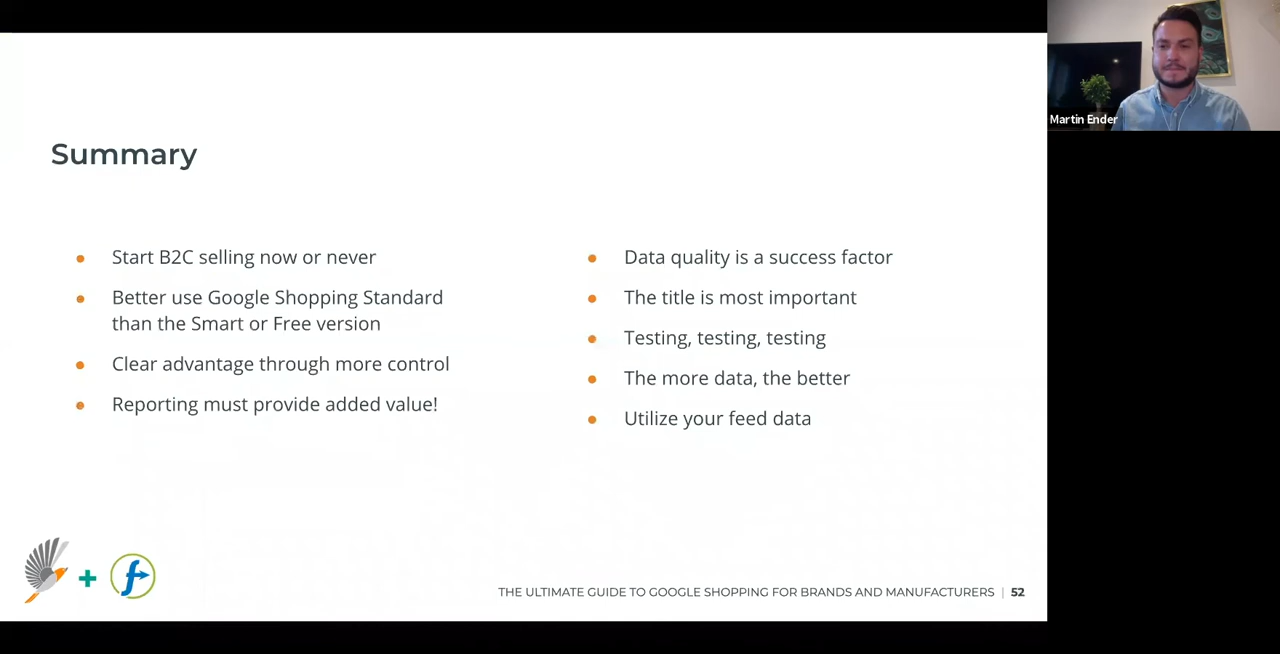 Martin Ender
Summary
Start B2C selling now or never
Better use Google Shopping Standard
than the Smart or Free version
Clear advantage through more control
Reporting must provide added value!
Data quality is a success factor
The title is most important
Testing, testing, testing
The more data, the better
Utilize your feed data
THE ULTIMATE GUIDE TO GOOGLE SHOPPING FOR BRANDS AND MANUFACTURERS | 52